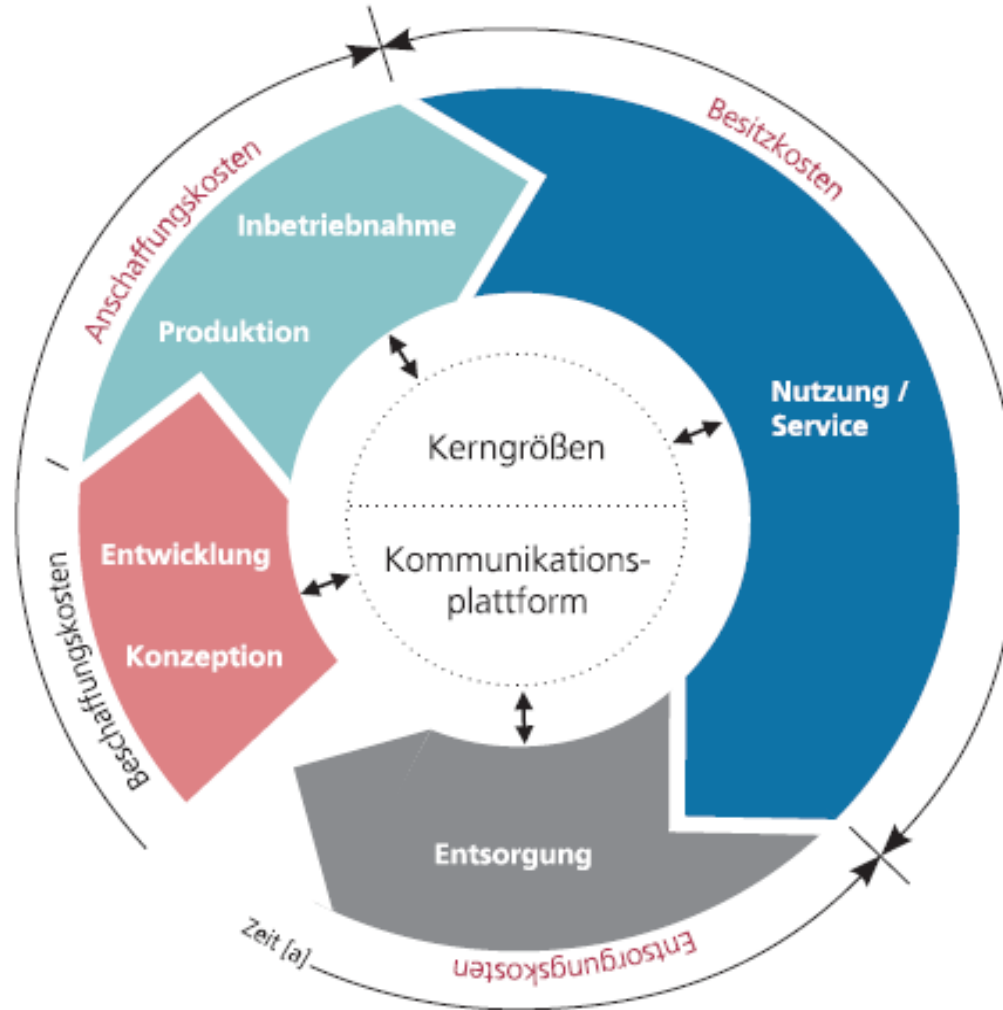 Anschaffungskosten
Besitzkosten
Inbetriebnahme
Produktion
Nutzung /
Service
Kerngrößen
Kommunikations-
plattform
Entwicklung
Konzeption
Beschaffungskosten
Entsorgung
Zeit [a]
Entsorgungskosten